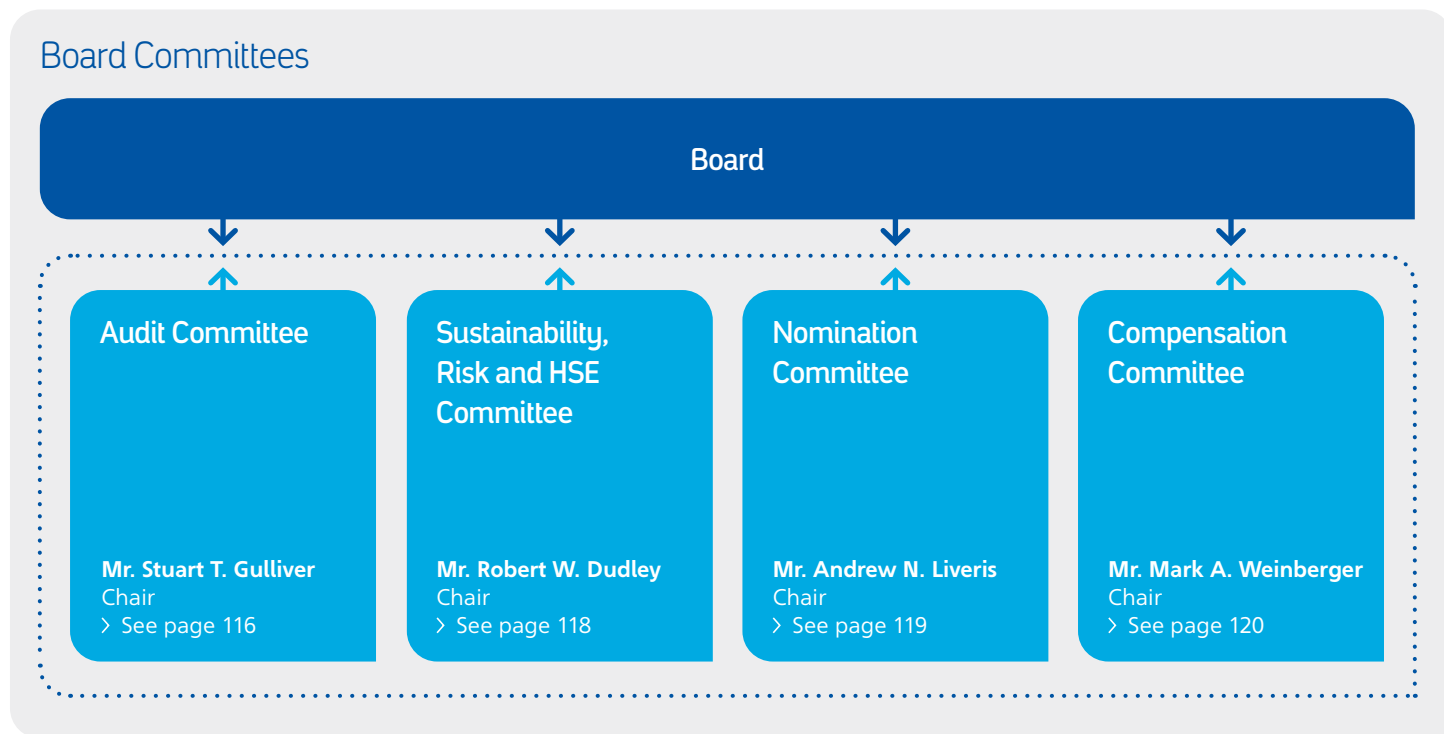 Board Committees
Board
Audit Committee
Mr. Stuart T. Gulliver
Chair
> See page 116
Sustainability,
Risk and HSE
Committee
Mr. Robert W. Dudley
Chair
> See page 118
Nomination
Committee
Mr. Andrew N. Liveris
Chair
> See page 119
Compensation
Committee
Mr. Mark A. Weinberger
Chair
> See page 120